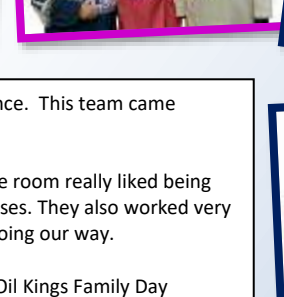 nce. This team came
e room really liked being
ses. They also worked very
oing our way.
Oil Kings Family Day